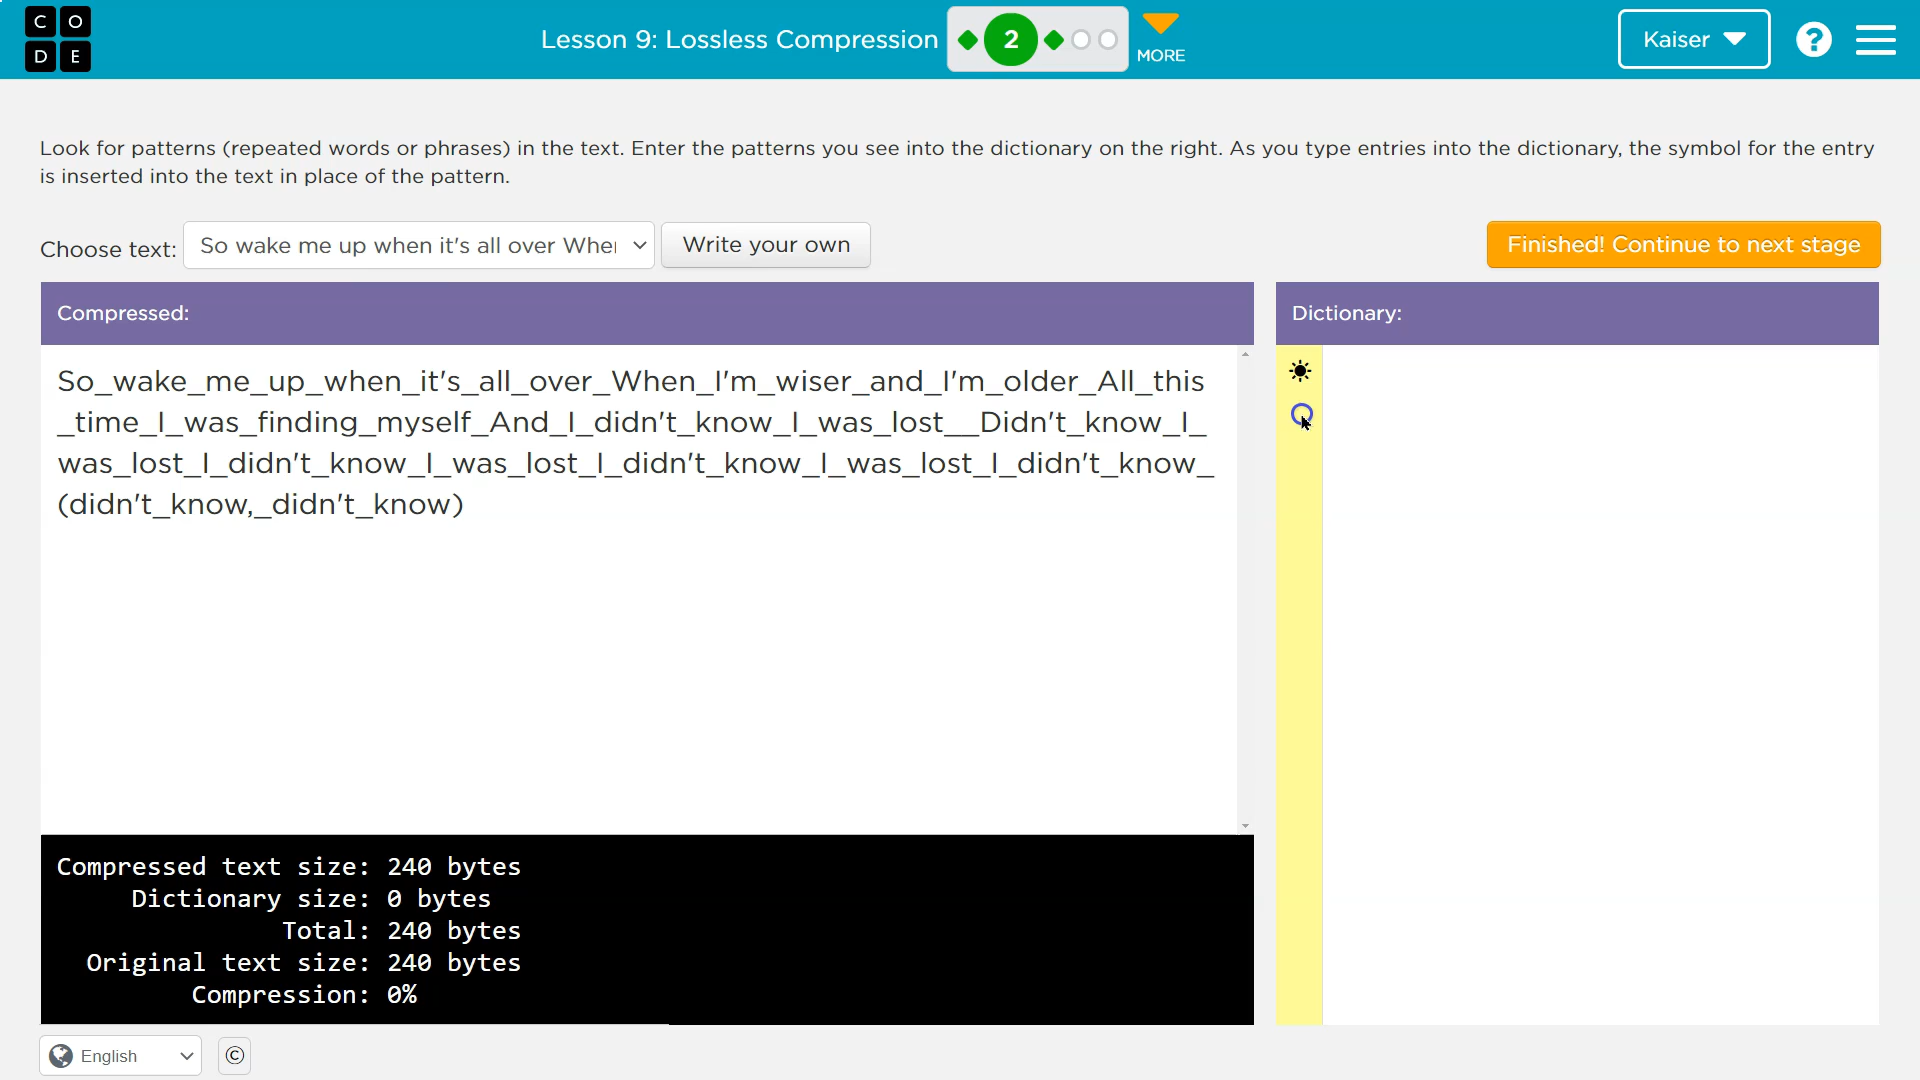 C O
D E
Lesson 9: Lossless Compression
2
MORE
Kaiser
?
Look for patterns (repeated words or phrases) in the text. Enter the patterns you see into the dictionary on the right. As you type entries into the dictionary, the symbol for the entry
is inserted into the text in place of the pattern.
Choose text:
So wake me up when it's all over Whe
Write your own
Finished! Continue to next stage
Compressed:
Dictionary:
So_wake_me_up_when_it's_all_over_When_I'm_wiser_and_I'm_older_All_this
_time_I_was_finding_myself_And_I_didn't_know_I_was_lost__Didn't_know_I_
was_lost_I_didn't_know_I_was_lost_I_didn't_know_I_was_lost_I_didn't_know_
(didn't_know,_didn't_know)
Compressed text size: 240 bytes
Dictionary size: 0 bytes
Total: 240 bytes
Original text size: 240 bytes
Compression: 0%
English
©